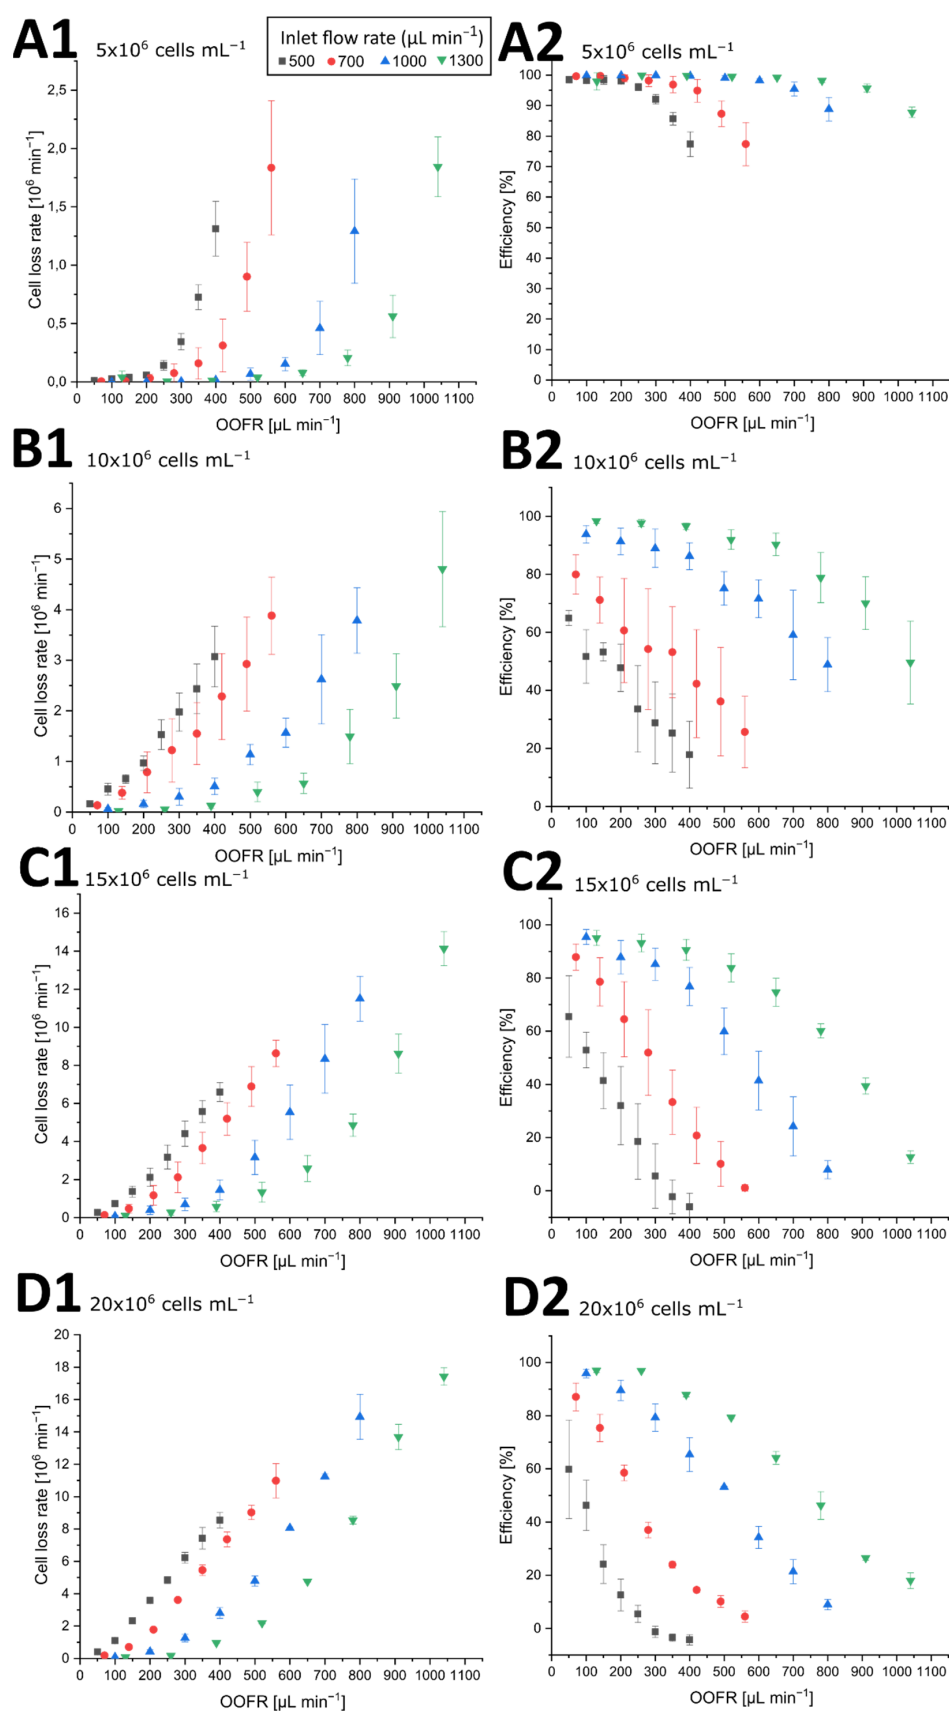 A1 5x10⁶ cells mL⁻¹
Inlet flow rate (µL min⁻¹)
500 700 1000 1300
A2 5x10⁶ cells mL⁻¹
Cell loss rate [10⁶ min⁻¹]
2,5
2,0
1,5
1,0
0,5
0,0
0 100 200 300 400 500 600 700 800 900 1000 1100
OOFR [µL min⁻¹]
Efficiency [%]
100
90
80
70
60
50
40
30
20
10
0
0 100 200 300 400 500 600 700 800 900 1000 1100
OOFR [µL min⁻¹]
B1 10x10⁶ cells mL⁻¹
Cell loss rate [10⁶ min⁻¹]
6
5
4
3
2
1
0
0 100 200 300 400 500 600 700 800 900 1000 1100
OOFR [µL min⁻¹]
B2 10x10⁶ cells mL⁻¹
Efficiency [%]
100
80
60
40
20
0
0 100 200 300 400 500 600 700 800 900 1000 1100
OOFR [µL min⁻¹]
C1 15x10⁶ cells mL⁻¹
Cell loss rate [10⁶ min⁻¹]
16
14
12
10
8
6
4
2
0
0 100 200 300 400 500 600 700 800 900 1000 1100
OOFR [µL min⁻¹]
C2 15x10⁶ cells mL⁻¹
Efficiency [%]
100
80
60
40
20
0
0 100 200 300 400 500 600 700 800 900 1000 1100
OOFR [µL min⁻¹]
D1 20x10⁶ cells mL⁻¹
Cell loss rate [10⁶ min⁻¹]
20
18
16
14
12
10
8
6
4
2
0
0 100 200 300 400 500 600 700 800 900 1000 1100
OOFR [µL min⁻¹]
D2 20x10⁶ cells mL⁻¹
Efficiency [%]
100
80
60
40
20
0
0 100 200 300 400 500 600 700 800 900 1000 1100
OOFR [µL min⁻¹]